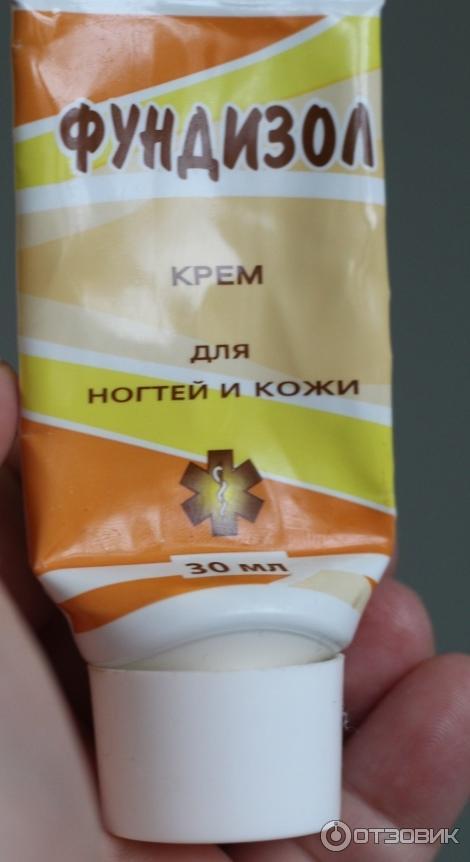 ФУНДИЗОЛ
КРЕМ
ДЛЯ
НОГТЕЙ И КОЖИ
30 МЛ
ОТЗОВИК